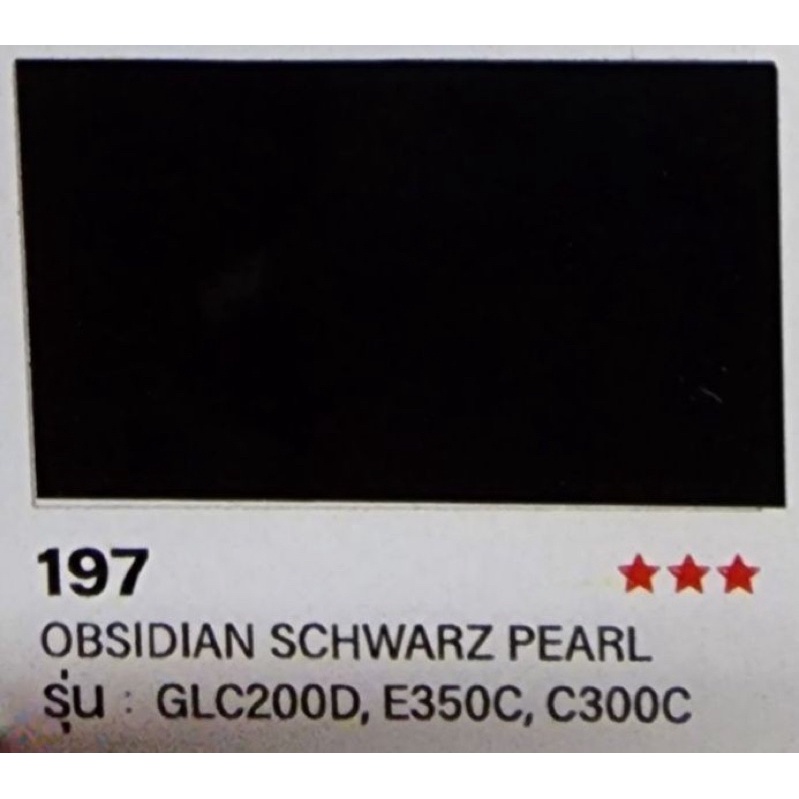 197
OBSIDIAN SCHWARZ PEARL
รุ่น : GLC200D, E350C, C300C